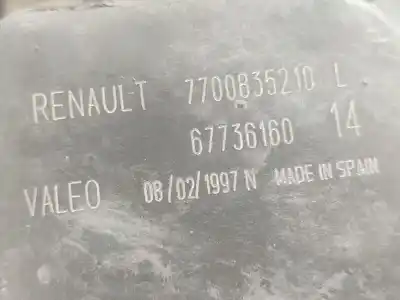 RENAULT 7700835210 L
67736160 14
VALEO 08/02/1997 N MADE IN SPAIN